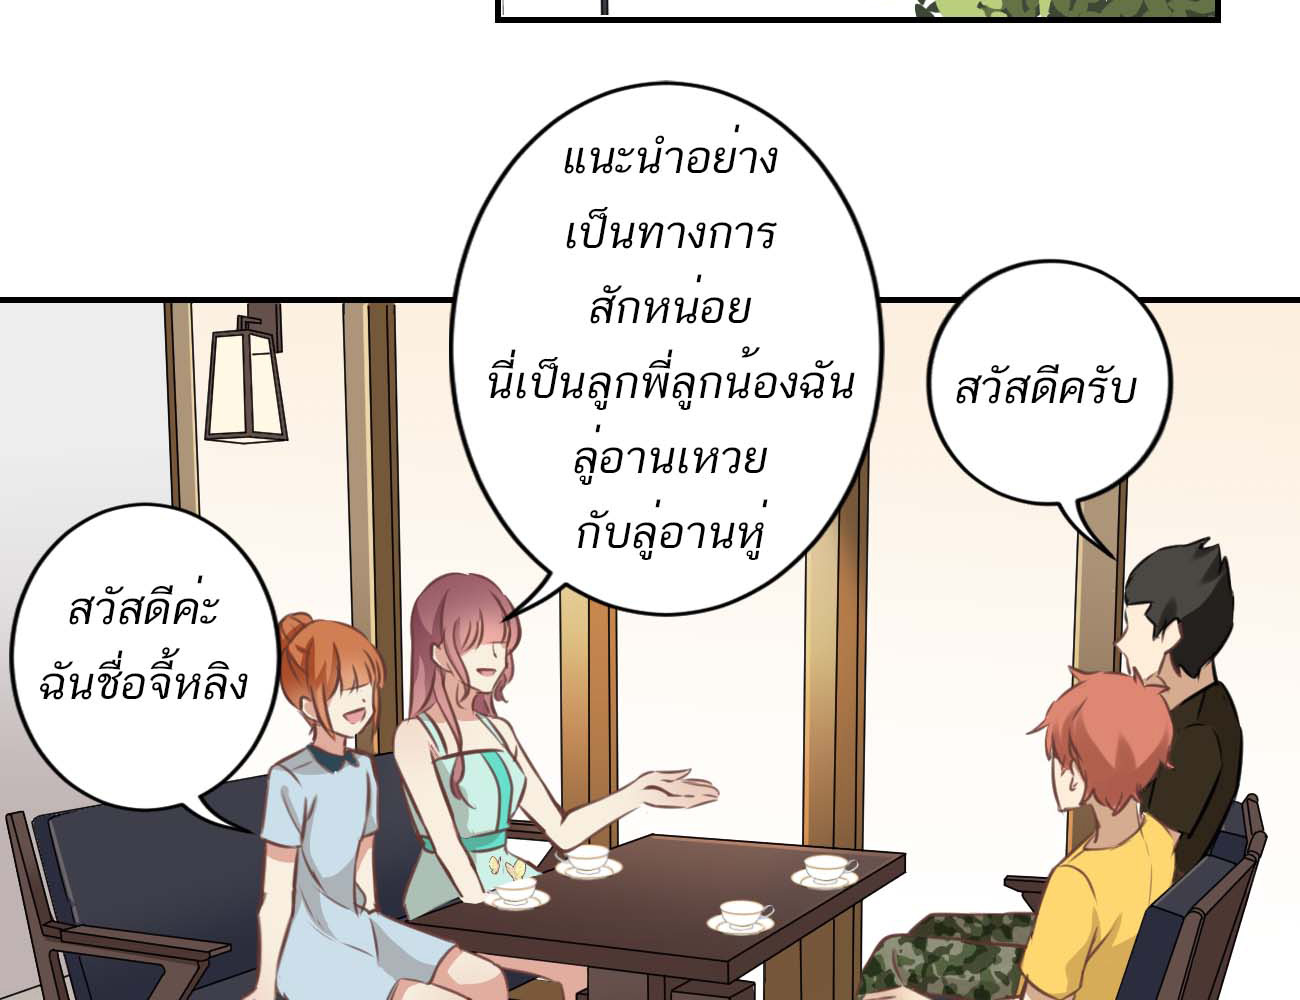 แนะนำอย่าง
เป็นทางการ
สักหน่อย
นี่เป็นลูกพี่ลูกน้องฉัน
ลู่อานเหวย
กับลู่อานหู่
สวัสดีครับ
สวัสดีค่ะ
ฉันชื่อจี้หลิง